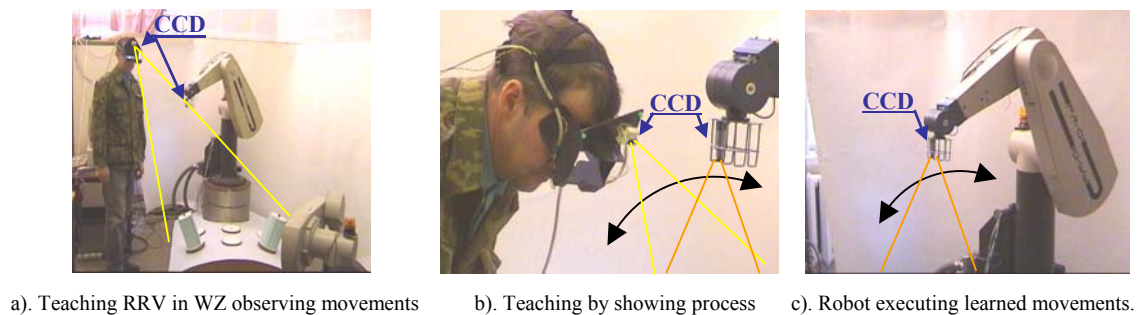 CCD
CCD
CCD
a). Teaching RRV in WZ observing movements
b). Teaching by showing process
c). Robot executing learned movements.